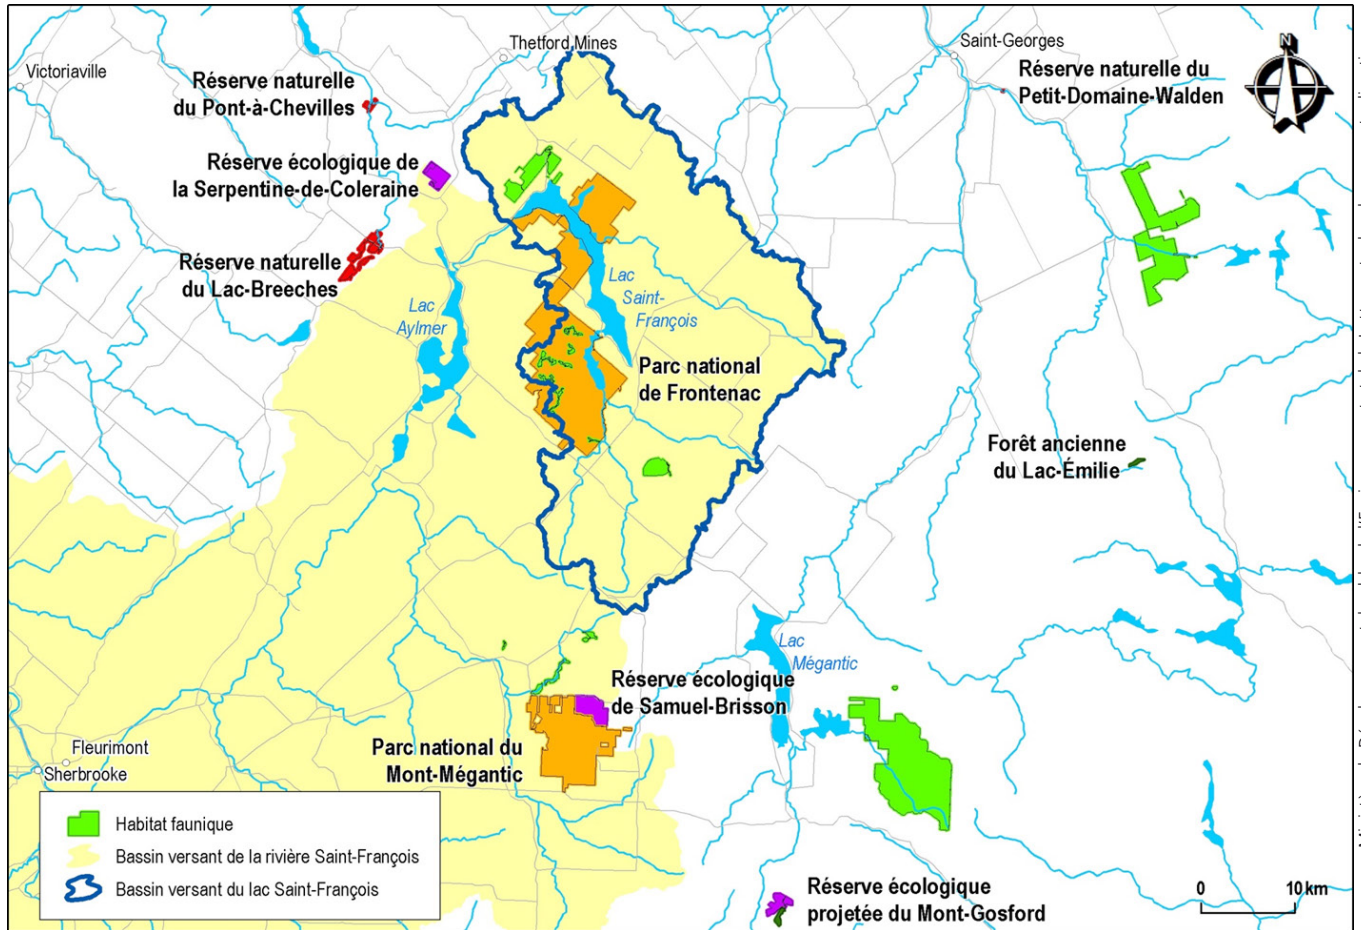 Thetford Mines
Saint-Georges
N
Victoriaville
Réserve naturelle
du Pont-à-Chevilles
Réserve naturelle du
Petit-Domaine-Walden
Réserve écologique de
la Serpentine-de-Coleraine
Réserve naturelle
du Lac-Breeches
Lac
Aylmer
Lac
Saint-
François
Parc national
de Frontenac
Forêt ancienne
du Lac-Émilie
Lac
Mégantic
Réserve écologique
de Samuel-Brisson
Parc national du
Mont-Mégantic
Fleurimont
Sherbrooke
Habitat faunique
Bassin versant de la rivière Saint-François
Bassin versant du lac Saint-François
Réserve écologique
projetée du Mont-Gosford
0 10 km